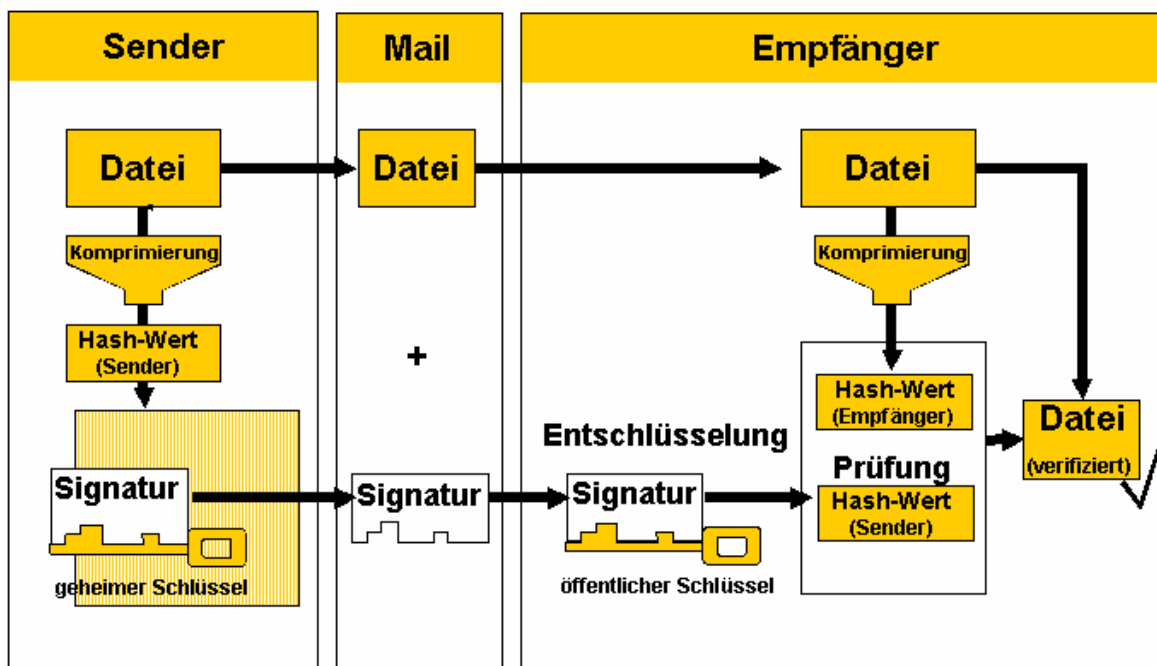 Sender
Mail
Empfänger
Datei
Datei
Datei
Komprimierung
Komprimierung
Hash-Wert
(Sender)
+
Hash-Wert
(Empfänger)
Datei
(verifiziert)
Entschlüsselung
Prüfung
Signatur
Signatur
Signatur
Hash-Wert
(Sender)
geheimer Schlüssel
öffentlicher Schlüssel